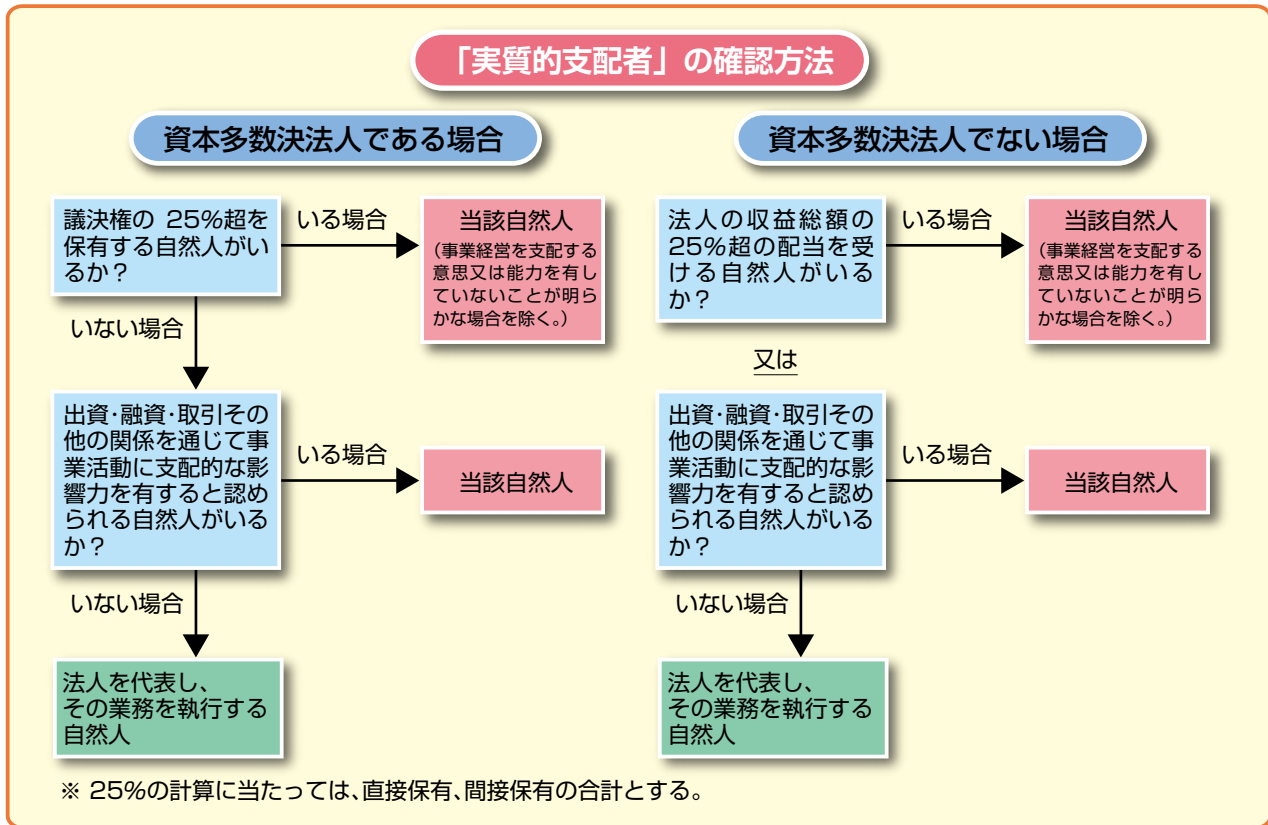 「実質的支配者」の確認方法
資本多数決法人である場合
議決権の 25%超を
保有する自然人がい
るか？
いる場合
当該自然人
（事業経営を支配する
意思又は能力を有し
ていないことが明ら
かな場合を除く。）
いない場合
出資･融資･取引その
他の関係を通じて事
業活動に支配的な影
響力を有すると認め
られる自然人がいる
か？
いる場合
当該自然人
いない場合
法人を代表し、
その業務を執行する
自然人
資本多数決法人でない場合
法人の収益総額の
25%超の配当を受
ける自然人がいる
か？
いる場合
当該自然人
（事業経営を支配する
意思又は能力を有し
ていないことが明ら
かな場合を除く。）
又は
出資･融資･取引その
他の関係を通じて事
業活動に支配的な影
響力を有すると認め
られる自然人がいる
か？
いる場合
当該自然人
いない場合
法人を代表し、
その業務を執行する
自然人
※ 25%の計算に当たっては、直接保有、間接保有の合計とする。